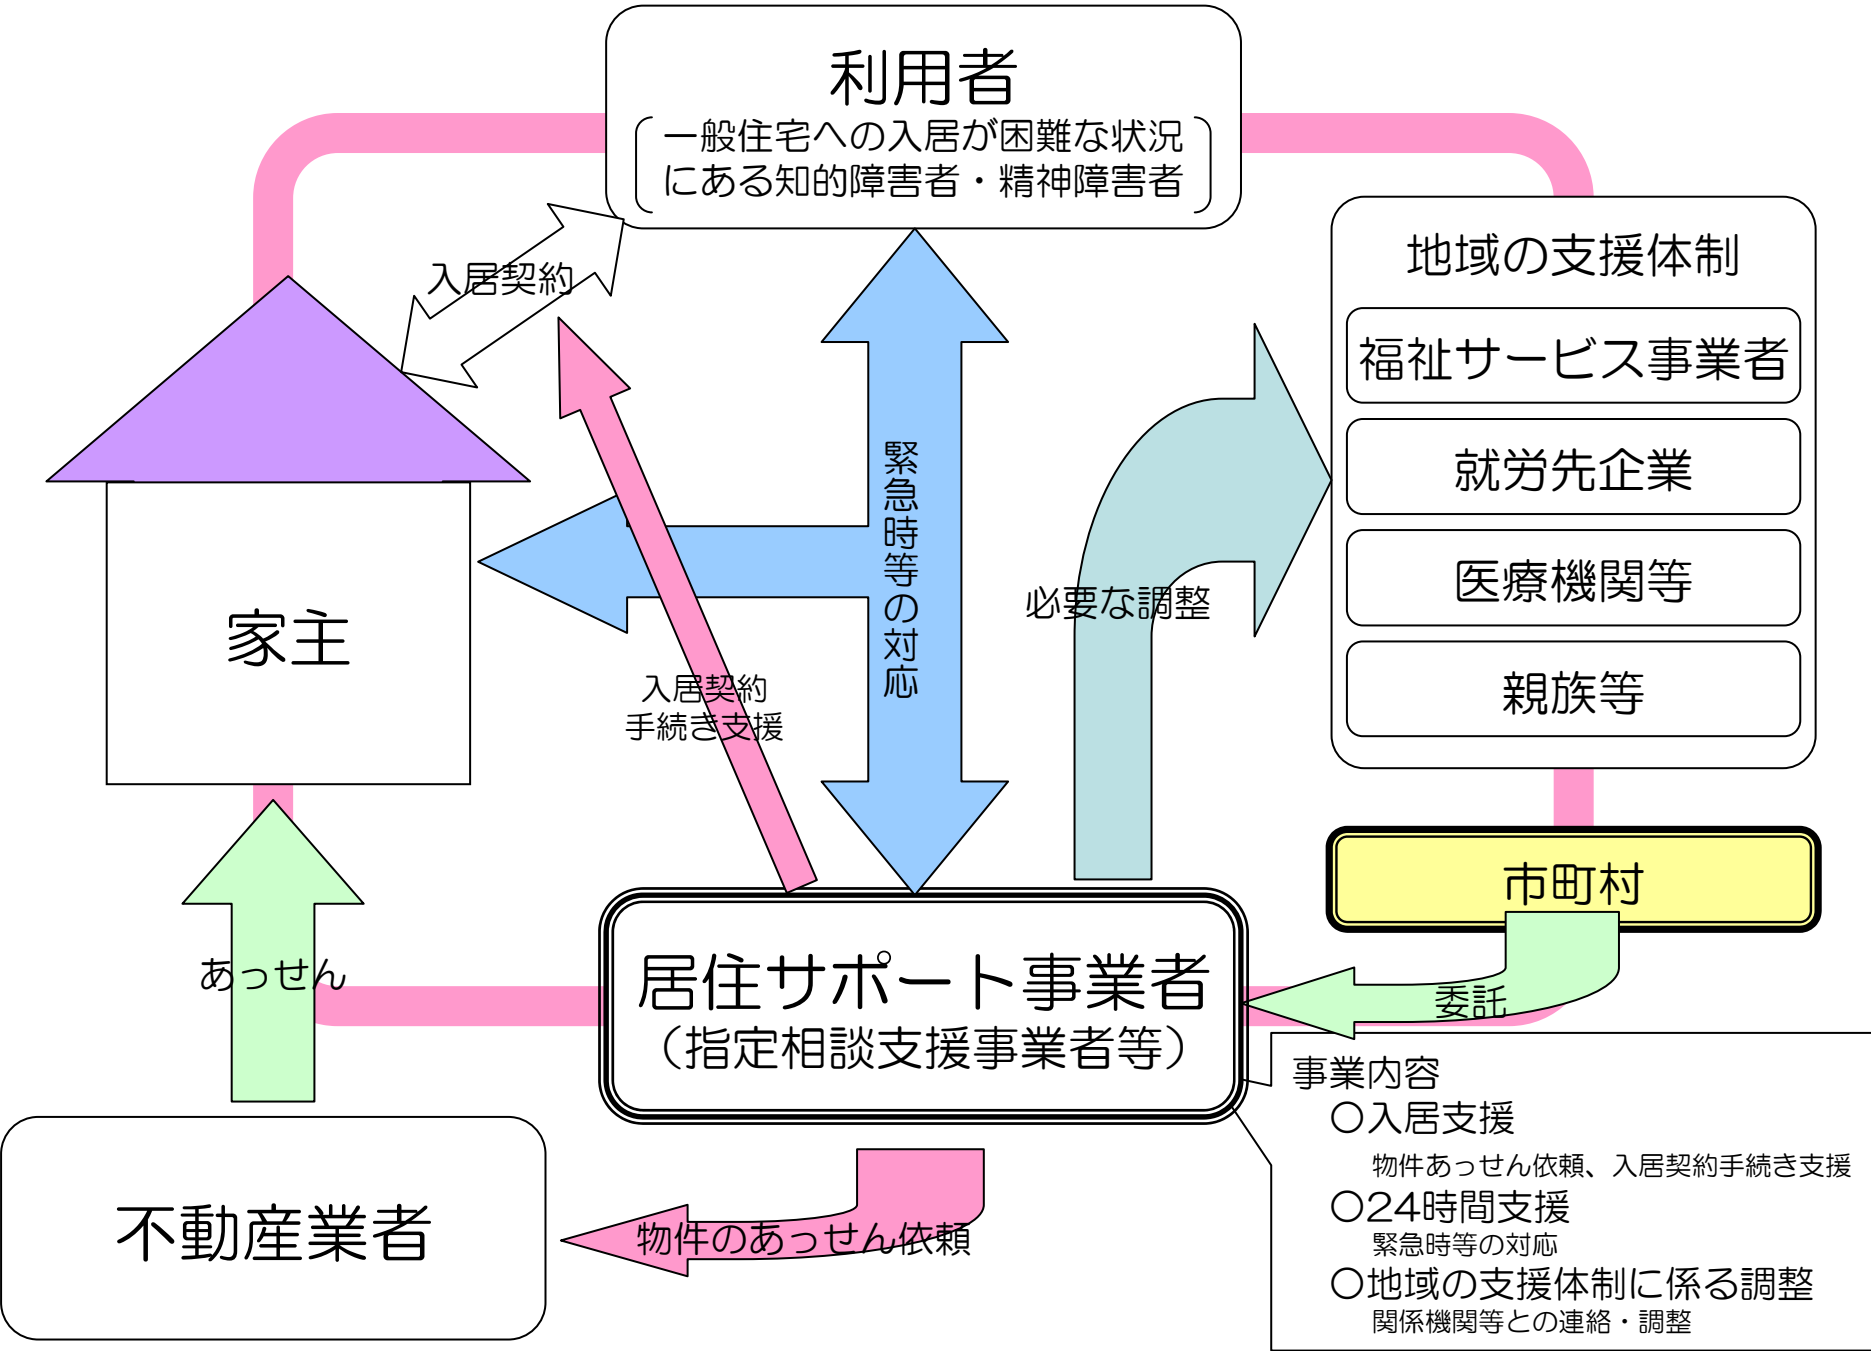 利用者
一般住宅への入居が困難な状況
にある知的障害者・精神障害者
入居契約
地域の支援体制
福祉サービス事業者
就労先企業
医療機関等
親族等
緊急時等の対応
必要な調整
家主
入居契約
手続き支援
市町村
あっせん
居住サポート事業者
（指定相談支援事業者等）
委託
事業内容
○入居支援
物件あっせん依頼、入居契約手続き支援
○24時間支援
緊急時等の対応
○地域の支援体制に係る調整
関係機関等との連絡・調整
不動産業者
物件のあっせん依頼